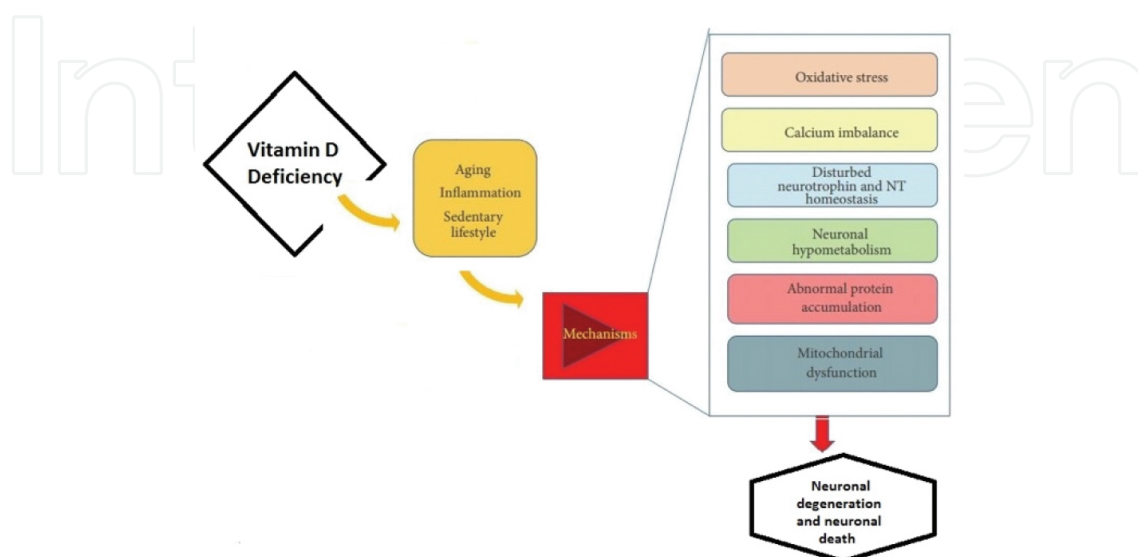 Vitamin D
Deficiency
Aging
Inflammation
Sedentary
lifestyle
Mechanisms
Oxidative stress
Calcium imbalance
Disturbed
neurotrophin and NT
homeostasis
Neuronal
hypometabolism
Abnormal protein
accumulation
Mitochondrial
dysfunction
Neuronal
degeneration
and neuronal
death